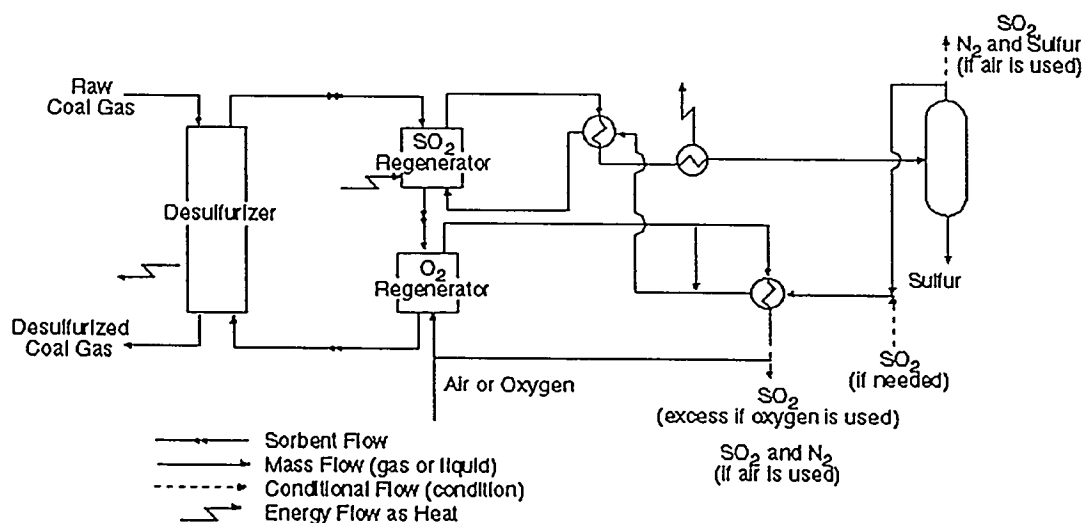 SO2,
N2 and Sulfur
(if air is used)
Raw
Coal Gas
SO2
Regenerator
Desulfurizer
O2
Regenerator
Sulfur
Desulfurized
Coal Gas
Air or Oxygen
SO2
(if needed)
SO2
(excess if oxygen is used)
SO2 and N2
(if air is used)
Sorbent Flow
Mass Flow (gas or liquid)
Conditional Flow (condition)
Energy Flow as Heat